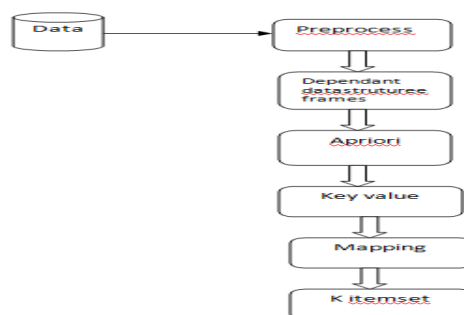 Data
Preprocess
Dependant
datastruturee
frames
Apriori
Key value
Mapping
K itemset